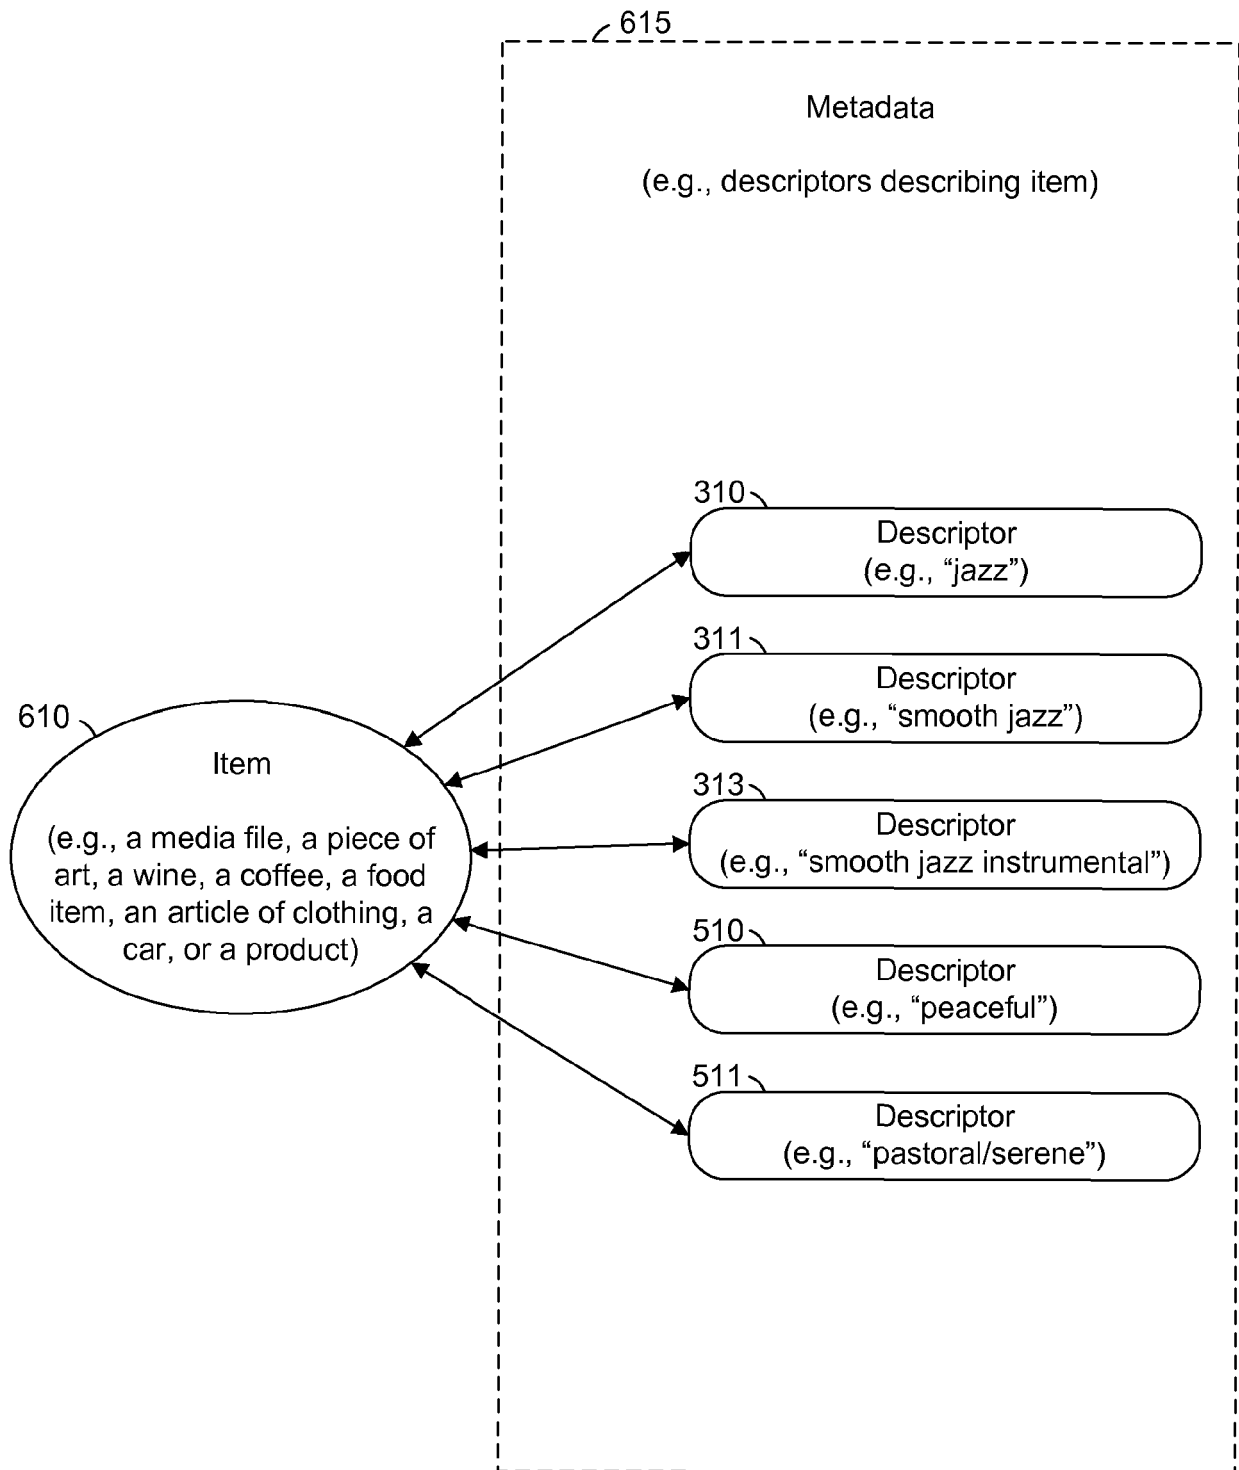 615
Metadata
(e.g., descriptors describing item)
310
Descriptor
(e.g., “jazz”)
311
Descriptor
(e.g., “smooth jazz”)
610
Item
(e.g., a media file, a piece of
art, a wine, a coffee, a food
item, an article of clothing, a
car, or a product)
313
Descriptor
(e.g., “smooth jazz instrumental”)
510
Descriptor
(e.g., “peaceful”)
511
Descriptor
(e.g., “pastoral/serene”)